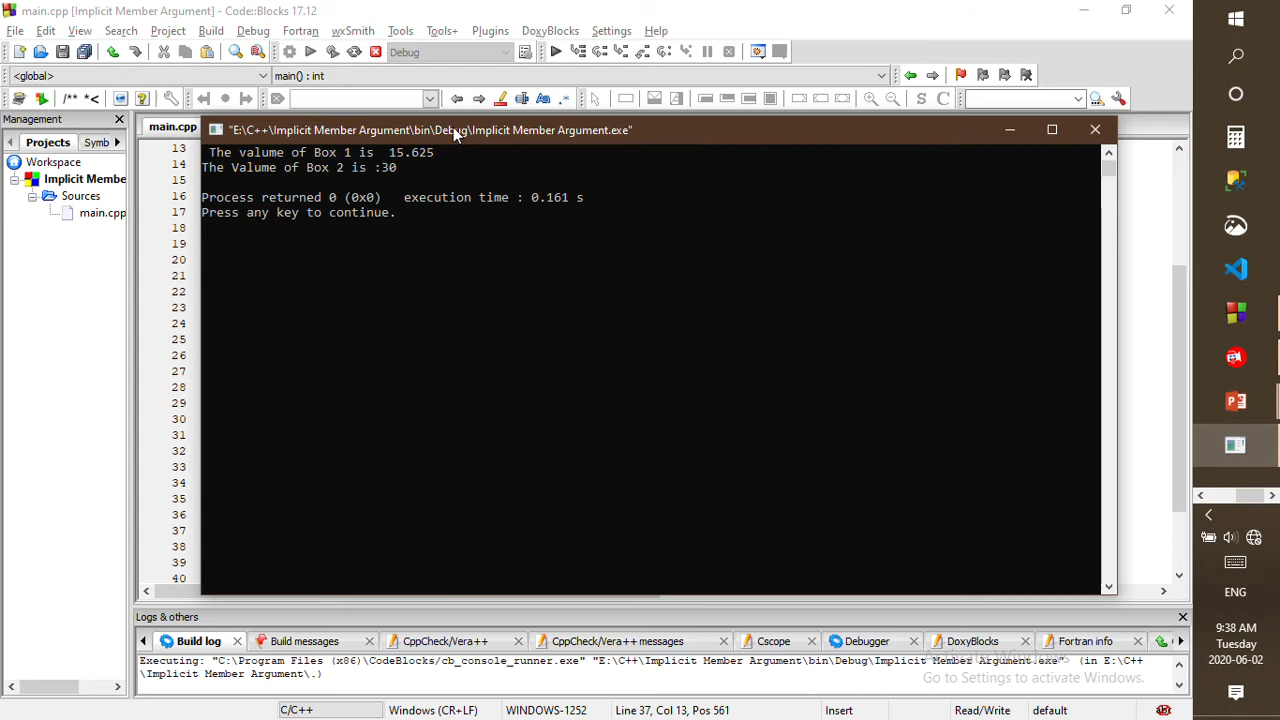 main.cpp [Implicit Member Argument] - Code::Blocks 17.12
File Edit View Search Project Build Debug Fortran wxSmith Tools Tools+ Plugins DoxyBlocks Settings Help
Debug
<global>
main() : int
/** *<
S C
Management
Projects Symb
Workspace
Implicit Membe
Sources
main.cpp
main.cpp
"E:\C++\Implicit Member Argument\bin\Debug\Implicit Member Argument.exe"
The valume of Box 1 is 15.625
The Valume of Box 2 is :30
Process returned 0 (0x0) execution time : 0.161 s
Press any key to continue.
13
14
15
16
17
18
19
20
21
22
23
24
25
26
27
28
29
30
31
32
33
34
35
36
37
38
39
40
Logs & others
Build log Build messages CppCheck/Vera++ CppCheck/Vera++ messages Cscope Debugger DoxyBlocks Fortran info
Executing: "C:\Program Files (x86)\CodeBlocks/cb_console_runner.exe" "E:\C++\Implicit Member Argument\bin\Debug\Implicit Member Argument.exe" (in E:\C++
\Implicit Member Argument\.)
Activate Windows
Go to Settings to activate Windows.
C/C++ Windows (CR+LF) WINDOWS-1252 Line 37, Col 13, Pos 561 Insert Read/Write default
ENG
9:38 AM
Tuesday
2020-06-02